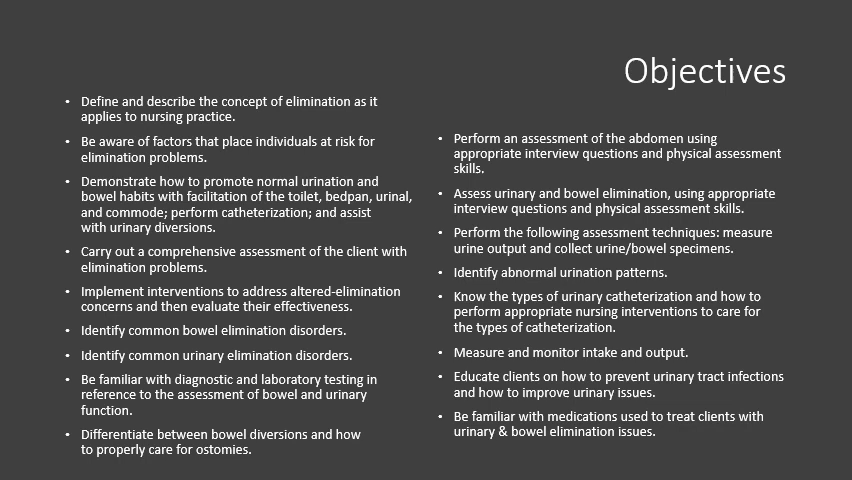 Objectives
• Define and describe the concept of elimination as it
applies to nursing practice.
• Be aware of factors that place individuals at risk for
elimination problems.
• Demonstrate how to promote normal urination and
bowel habits with facilitation of the toilet, bedpan, urinal,
and commode; perform catheterization; and assist
with urinary diversions.
• Carry out a comprehensive assessment of the client with
elimination problems.
• Implement interventions to address altered-elimination
concerns and then evaluate their effectiveness.
• Identify common bowel elimination disorders.
• Identify common urinary elimination disorders.
• Be familiar with diagnostic and laboratory testing in
reference to the assessment of bowel and urinary
function.
• Differentiate between bowel diversions and how
to properly care for ostomies.
• Perform an assessment of the abdomen using
appropriate interview questions and physical assessment
skills.
• Assess urinary and bowel elimination, using appropriate
interview questions and physical assessment skills.
• Perform the following assessment techniques: measure
urine output and collect urine/bowel specimens.
• Identify abnormal urination patterns.
• Know the types of urinary catheterization and how to
perform appropriate nursing interventions to care for
the types of catheterization.
• Measure and monitor intake and output.
• Educate clients on how to prevent urinary tract infections
and how to improve urinary issues.
• Be familiar with medications used to treat clients with
urinary & bowel elimination issues.